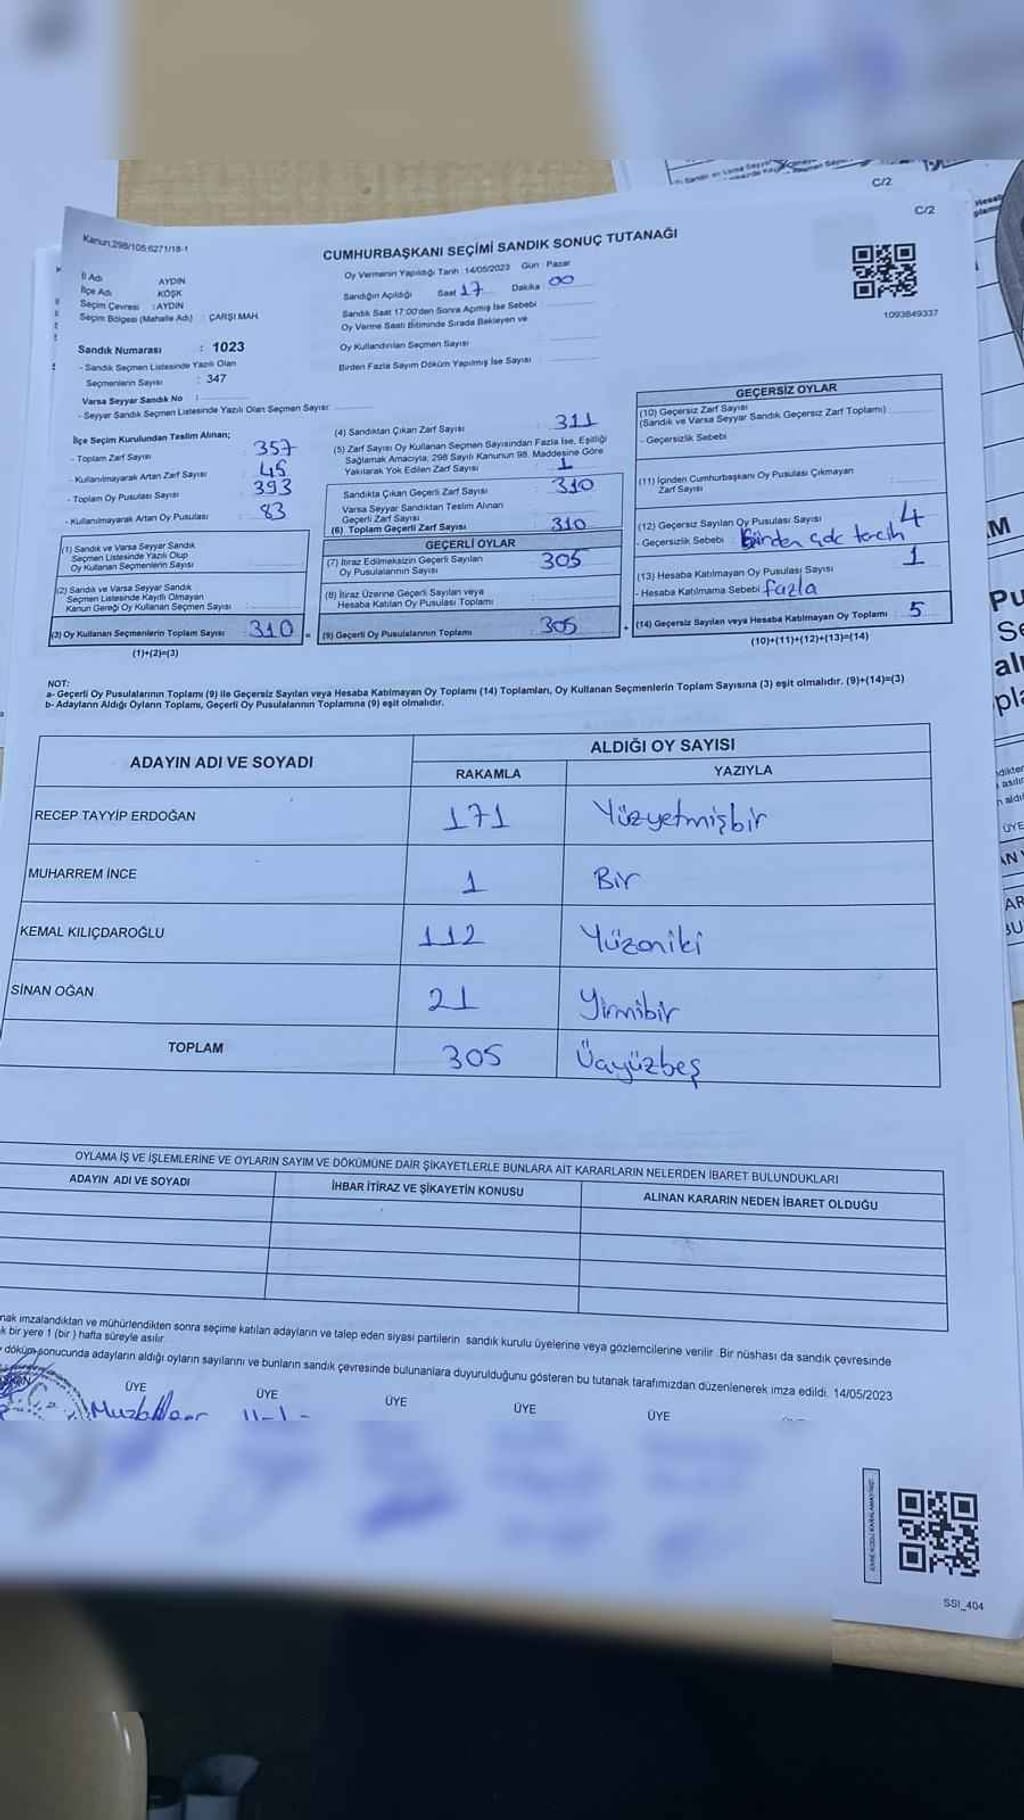 C/2
C/2
Kanun:298/105:6271/18-1
CUMHURBAŞKANI SEÇİMİ SANDIK SONUÇ TUTANAĞI
1093849337
İl Adı AYDIN
İlçe Adı KÖŞK
Seçim Çevresi : AYDIN
Seçim Bölgesi (Mahalle Adı) : ÇARŞI MAH.
Sandık Numarası : 1023
- Sandık Seçmen Listesinde Yazılı Olan
Seçmenlerin Sayısı : 347
Varsa Seyyar Sandık No :
- Seyyar Sandık Seçmen Listesinde Yazılı Olan Seçmen Sayısı:
Oy Vermenin Yapıldığı Tarih :14/05/2023 Gün : Pazar
Sandığın Açıldığı Saat 17 Dakika 00
Sandık Saat 17:00'den Sonra Açılmış İse Sebebi
Oy Verme Saati Bitiminde Sırada Bekleyen ve
Oy Kullandırılan Seçmen Sayısı
Birden Fazla Sayım Döküm Yapılmış İse Sayısı
İlçe Seçim Kurulundan Teslim Alınan;
- Toplam Zarf Sayısı 357
- Kullanılmayarak Artan Zarf Sayısı 45
- Toplam Oy Pusulası Sayısı 393
- Kullanılmayarak Artan Oy Pusulası 83
(1) Sandık ve Varsa Seyyar Sandık
Seçmen Listesinde Yazılı Olup
Oy Kullanan Seçmenlerin Sayısı
(2) Sandık ve Varsa Seyyar Sandık
Seçmen Listesinde Kayıtlı Olmayan
Kanun Gereği Oy Kullanan Seçmen Sayısı
(3) Oy Kullanan Seçmenlerin Toplam Sayısı 310 =
(1)+(2)=(3)
(4) Sandıktan Çıkan Zarf Sayısı 311
(5) Zarf Sayısı Oy Kullanan Seçmen Sayısından Fazla İse, Eşitliği
Sağlamak Amacıyla, 298 Sayılı Kanunun 98. Maddesine Göre
Yakılarak Yok Edilen Zarf Sayısı 1
Sandıkta Çıkan Geçerli Zarf Sayısı 310
Varsa Seyyar Sandıktan Teslim Alınan
Geçerli Zarf Sayısı
(6) Toplam Geçerli Zarf Sayısı 310
GEÇERLİ OYLAR
(7) İtiraz Edilmeksizin Geçerli Sayılan
Oy Pusulalarının Sayısı 305
(8) İtiraz Üzerine Geçerli Sayılan veya
Hesaba Katılan Oy Pusulası Toplamı
(9) Geçerli Oy Pusulalarının Toplamı 305 +
GEÇERSİZ OYLAR
(10) Geçersiz Zarf Sayısı
(Sandık ve Varsa Seyyar Sandık Geçersiz Zarf Toplamı)
- Geçersizlik Sebebi
(11) İçinden Cumhurbaşkanı Oy Pusulası Çıkmayan
Zarf Sayısı
(12) Geçersiz Sayılan Oy Pusulası Sayısı 4
- Geçersizlik Sebebi Birden çok tercih
(13) Hesaba Katılmayan Oy Pusulası Sayısı 1
- Hesaba Katılmama Sebebi fazla
(14) Geçersiz Sayılan veya Hesaba Katılmayan Oy Toplamı 5
(10)+(11)+(12)+(13)=(14)
NOT:
a- Geçerli Oy Pusulalarının Toplamı (9) ile Geçersiz Sayılan veya Hesaba Katılmayan Oy Toplamı (14) Toplamları, Oy Kullanan Seçmenlerin Toplam Sayısına (3) eşit olmalıdır. (9)+(14)=(3)
b- Adayların Aldığı Oyların Toplamı, Geçerli Oy Pusulalarının Toplamına (9) eşit olmalıdır.
ADAYIN ADI VE SOYADI
ALDIĞI OY SAYISI
RAKAMLA YAZIYLA
RECEP TAYYİP ERDOĞAN 171 Yüzyetmişbir
MUHARREM İNCE 1 Bir
KEMAL KILIÇDAROĞLU 112 Yüzoniki
SİNAN OĞAN 21 Yirmibir
TOPLAM 305 Üçyüzbeş
OYLAMA İŞ VE İŞLEMLERİNE VE OYLARIN SAYIM VE DÖKÜMÜNE DAİR ŞİKAYETLERLE BUNLARA AİT KARARLARIN NELERDEN İBARET BULUNDUKLARI
ADAYIN ADI VE SOYADI İHBAR İTİRAZ VE ŞİKAYETİN KONUSU ALINAN KARARIN NEDEN İBARET OLDUĞU
nak imzalandıktan ve mühürlendikten sonra seçime katılan adayların ve talep eden siyasi partilerin sandık kurulu üyelerine veya gözlemcilerine verilir. Bir nüshası da sandık çevresinde
k bir yere 1 (bir) hafta süreyle asılır.
döküm sonucunda adayların aldığı oyların sayılarını ve bunların sandık çevresinde bulunanlara duyurulduğunu gösteren bu tutanak tarafımızdan düzenlenerek imza edildi. 14/05/2023
ÜYE ÜYE ÜYE ÜYE ÜYE
SSI_404